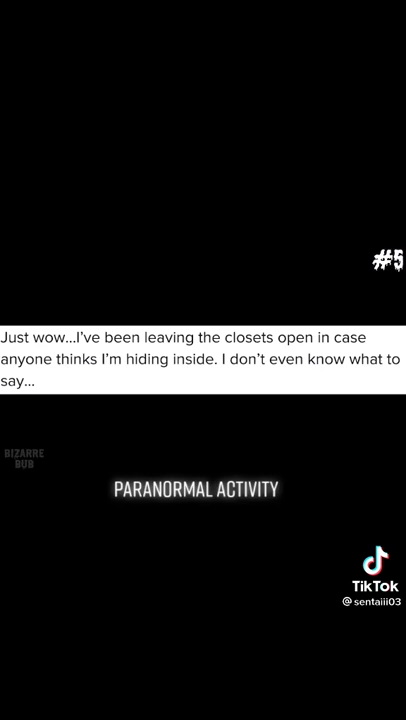 #5
Just wow...I've been leaving the closets open in case
anyone thinks I'm hiding inside. I don't even know what to
say...
BIZARRE
BUB
PARANORMAL ACTIVITY
TikTok
@sentaiii03